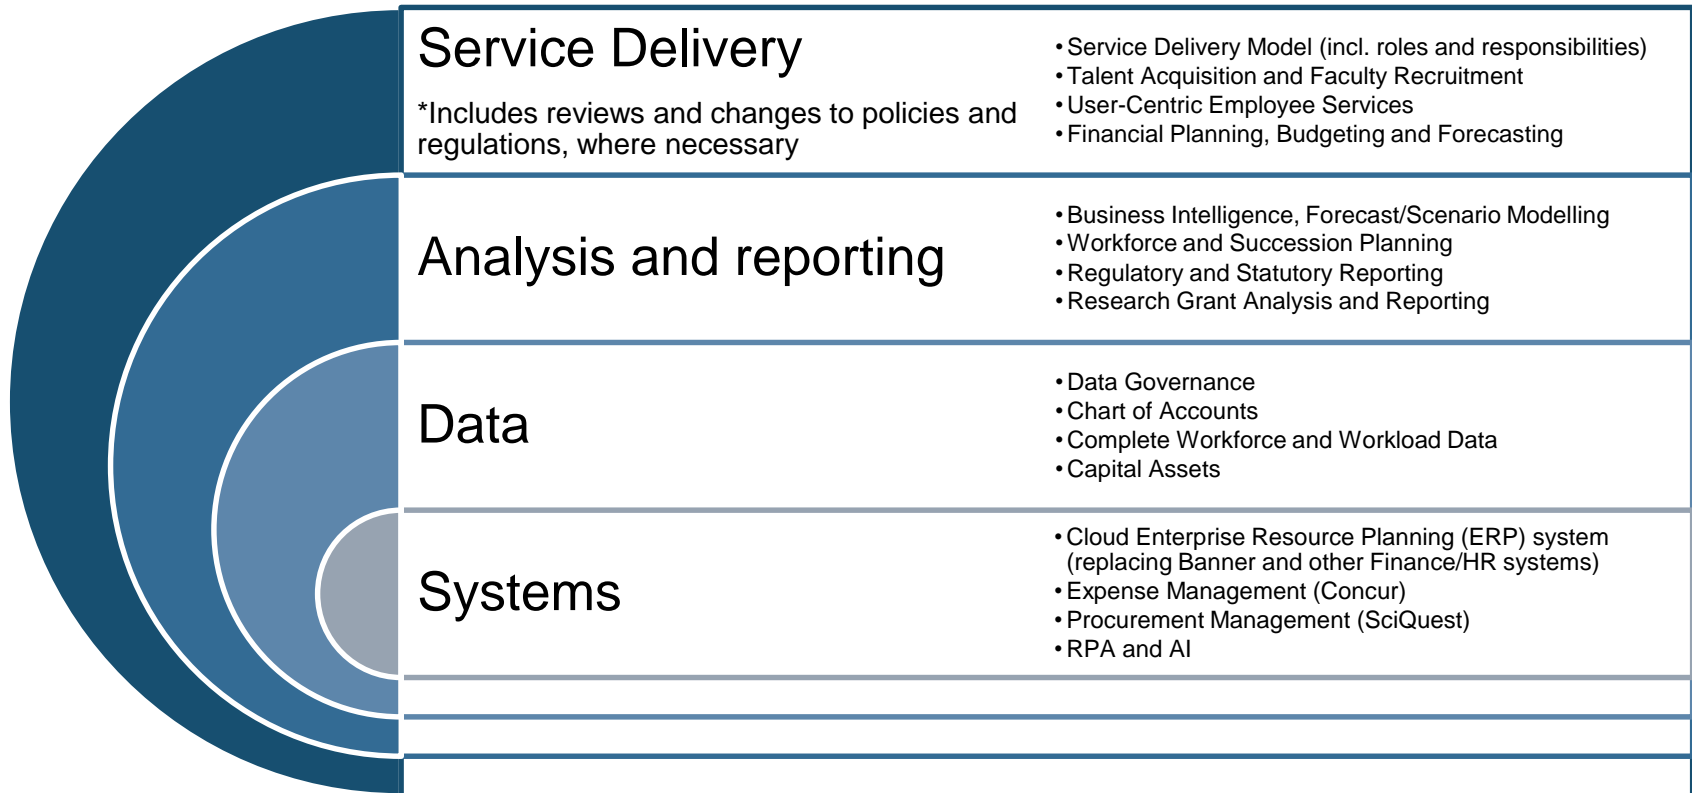 Service Delivery
*Includes reviews and changes to policies and
regulations, where necessary
•Service Delivery Model (incl. roles and responsibilities)
•Talent Acquisition and Faculty Recruitment
•User-Centric Employee Services
•Financial Planning, Budgeting and Forecasting
Analysis and reporting
•Business Intelligence, Forecast/Scenario Modelling
•Workforce and Succession Planning
•Regulatory and Statutory Reporting
•Research Grant Analysis and Reporting
Data
•Data Governance
•Chart of Accounts
•Complete Workforce and Workload Data
•Capital Assets
Systems
•Cloud Enterprise Resource Planning (ERP) system
(replacing Banner and other Finance/HR systems)
•Expense Management (Concur)
•Procurement Management (SciQuest)
•RPA and AI